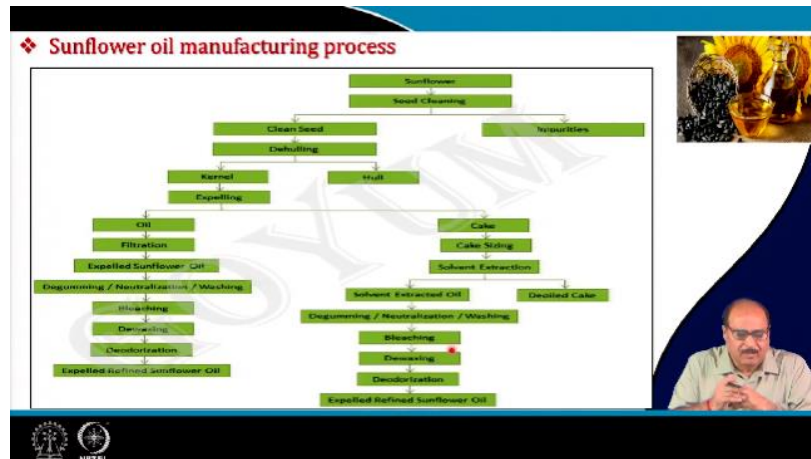 ❖ Sunflower oil manufacturing process
Sunflower
Seed Cleaning
Clean Seed
Impurities
Dehulling
Kernel
Hull
Expelling
Oil
Cake
Filtration
Cake Sizing
Expelled Sunflower Oil
Solvent Extraction
Degumming / Neutralization / Washing
Solvent Extracted Oil
Deoiled Cake
Bleaching
Degumming / Neutralization / Washing
Dewaxing
Bleaching
Deodorization
Dewaxing
Expelled Refined Sunflower Oil
Deodorization
Expelled Refined Sunflower Oil
GOYUM
NPTEL